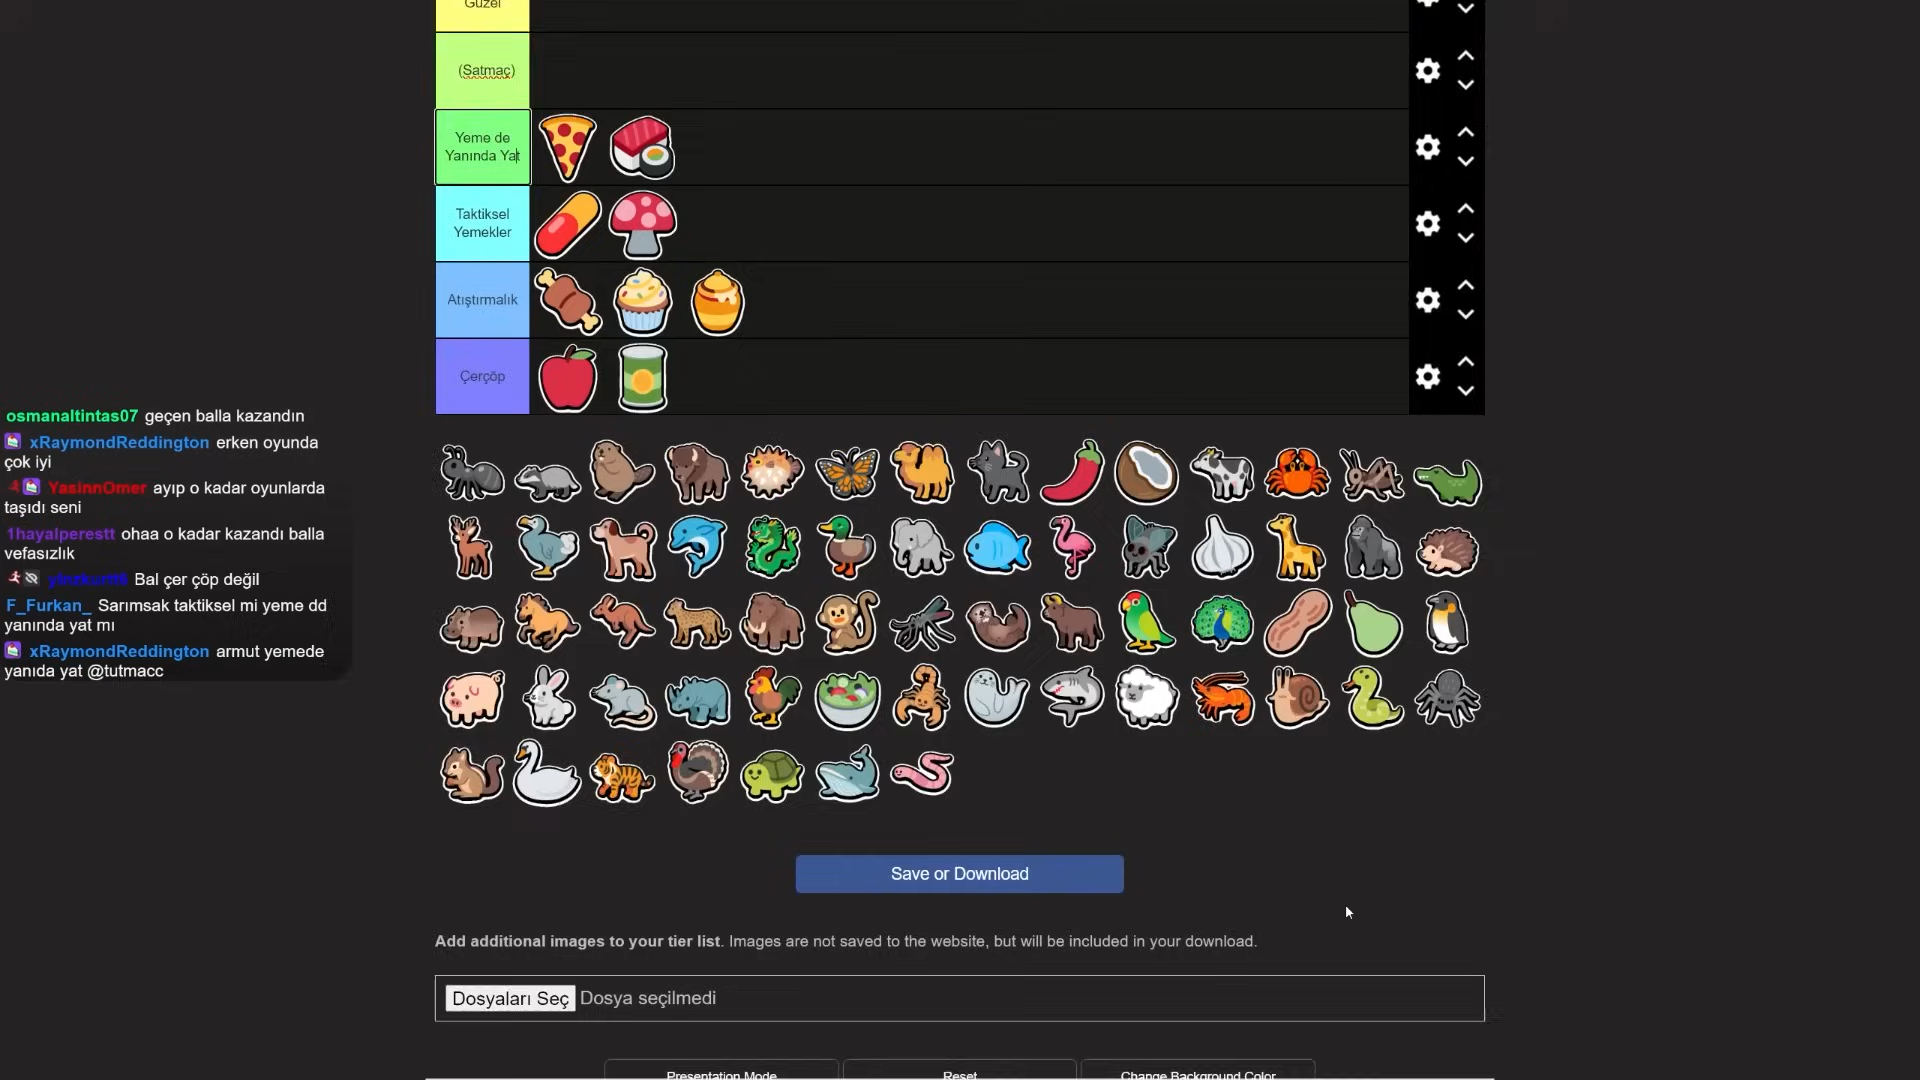 Güzel
(Satmaç)
Yeme de
Yanında Yat
Taktiksel
Yemekler
Atıştırmalık
Çerçöp
osmanaltintas07 geçen balla kazandın
xRaymondReddington erken oyunda
çok iyi
YasinnOmer ayıp o kadar oyunlarda
taşıdı seni
1hayalperestt ohaa o kadar kazandı balla
vefasızlık
Bal çer çöp değil
F_Furkan_ Sarımsak taktiksel mi yeme dd
yanında yat mı
xRaymondReddington armut yemede
yanıda yat @tutmacc
Save or Download
Add additional images to your tier list. Images are not saved to the website, but will be included in your download.
Dosyaları Seç Dosya seçilmedi
Presentation Mode
Reset
Change Background Color